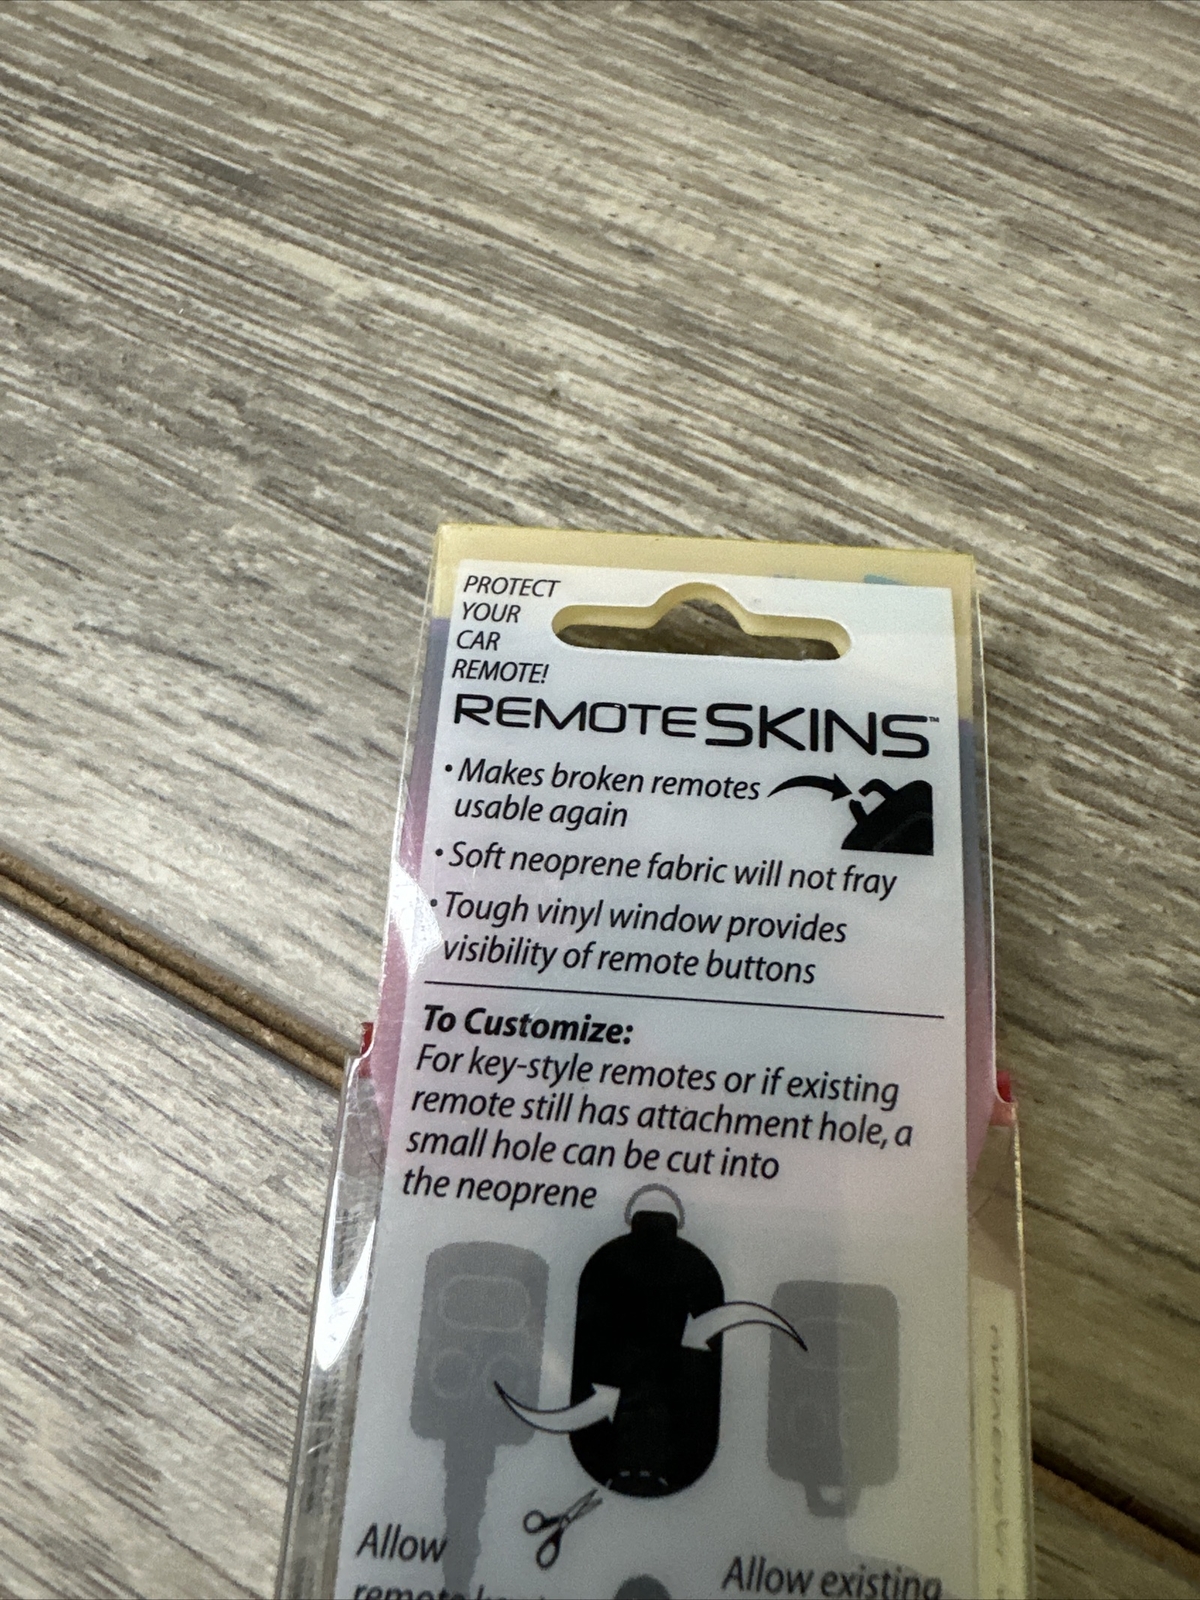 PROTECT
YOUR
CAR
REMOTE!
REMOTESKINS™
• Makes broken remotes
usable again
• Soft neoprene fabric will not fray
• Tough vinyl window provides
visibility of remote buttons
To Customize:
For key-style remotes or if existing
remote still has attachment hole, a
small hole can be cut into
the neoprene
Allow
Allow existing